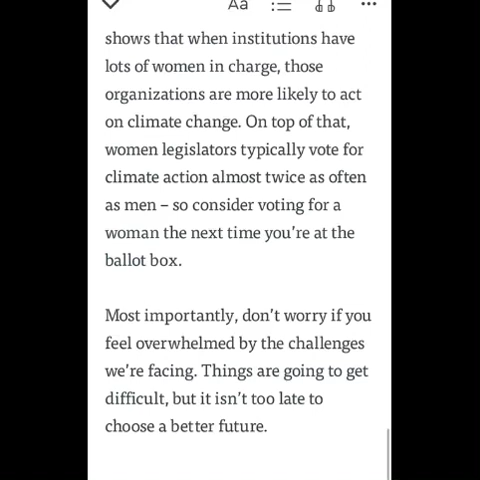 Aa
shows that when institutions have
lots of women in charge, those
organizations are more likely to act
on climate change. On top of that,
women legislators typically vote for
climate action almost twice as often
as men – so consider voting for a
woman the next time you’re at the
ballot box.
Most importantly, don’t worry if you
feel overwhelmed by the challenges
we’re facing. Things are going to get
difficult, but it isn’t too late to
choose a better future.